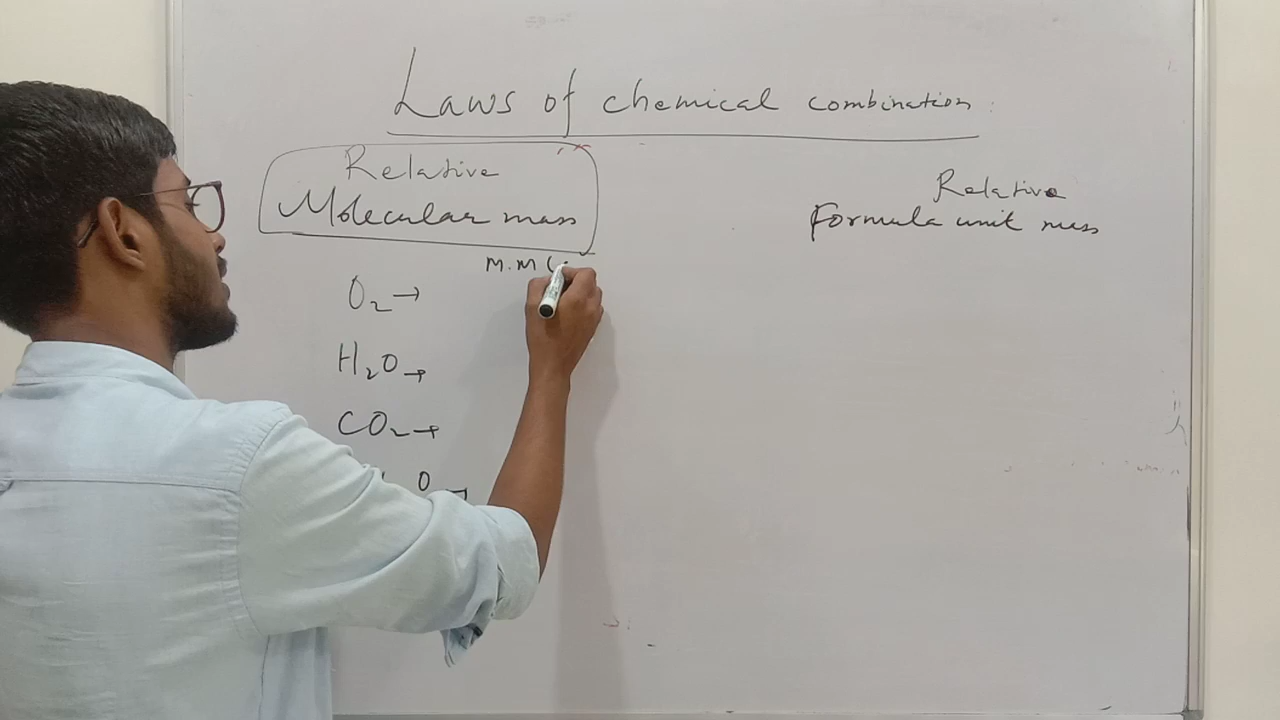 Laws of chemical combination
Relative
Molecular mass
Relative
Formula unit mass
M.M (
O₂ →
H₂O →
CO₂ →
O →